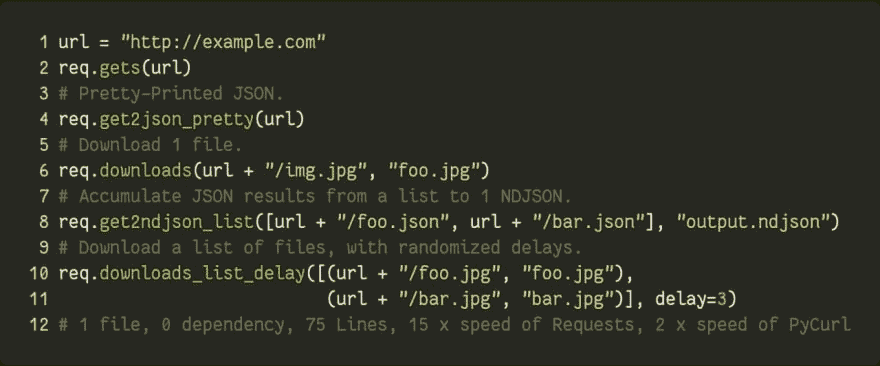 1 url = "http://example.com"
2 req.gets(url)
3 # Pretty-Printed JSON.
4 req.get2json_pretty(url)
5 # Download 1 file.
6 req.downloads(url + "/img.jpg", "foo.jpg")
7 # Accumulate JSON results from a list to 1 NDJSON.
8 req.get2ndjson_list([url + "/foo.json", url + "/bar.json"], "output.ndjson")
9 # Download a list of files, with randomized delays.
10 req.downloads_list_delay([(url + "/foo.jpg", "foo.jpg"),
11                          (url + "/bar.jpg", "bar.jpg")], delay=3)
12 # 1 file, 0 dependency, 75 Lines, 15 x speed of Requests, 2 x speed of PyCurl